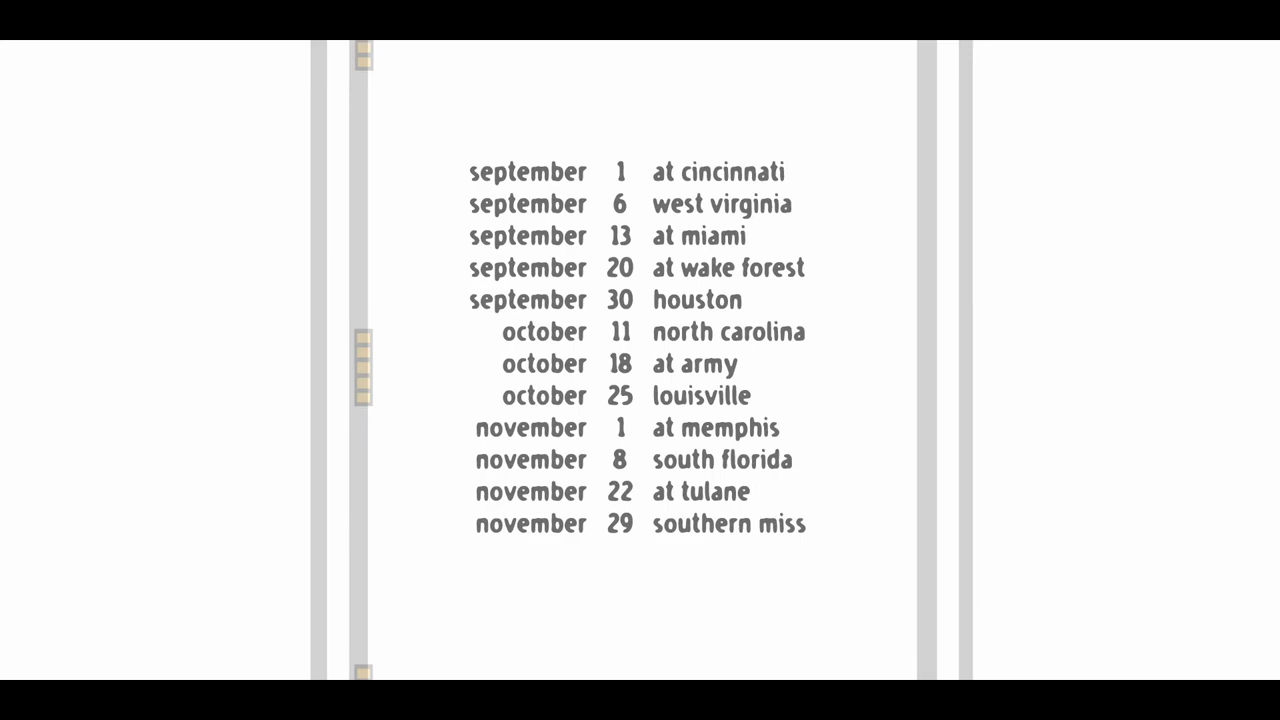 september 1 at cincinnati
september 6 west virginia
september 13 at miami
september 20 at wake forest
september 30 houston
october 11 north carolina
october 18 at army
october 25 louisville
november 1 at memphis
november 8 south florida
november 22 at tulane
november 29 southern miss